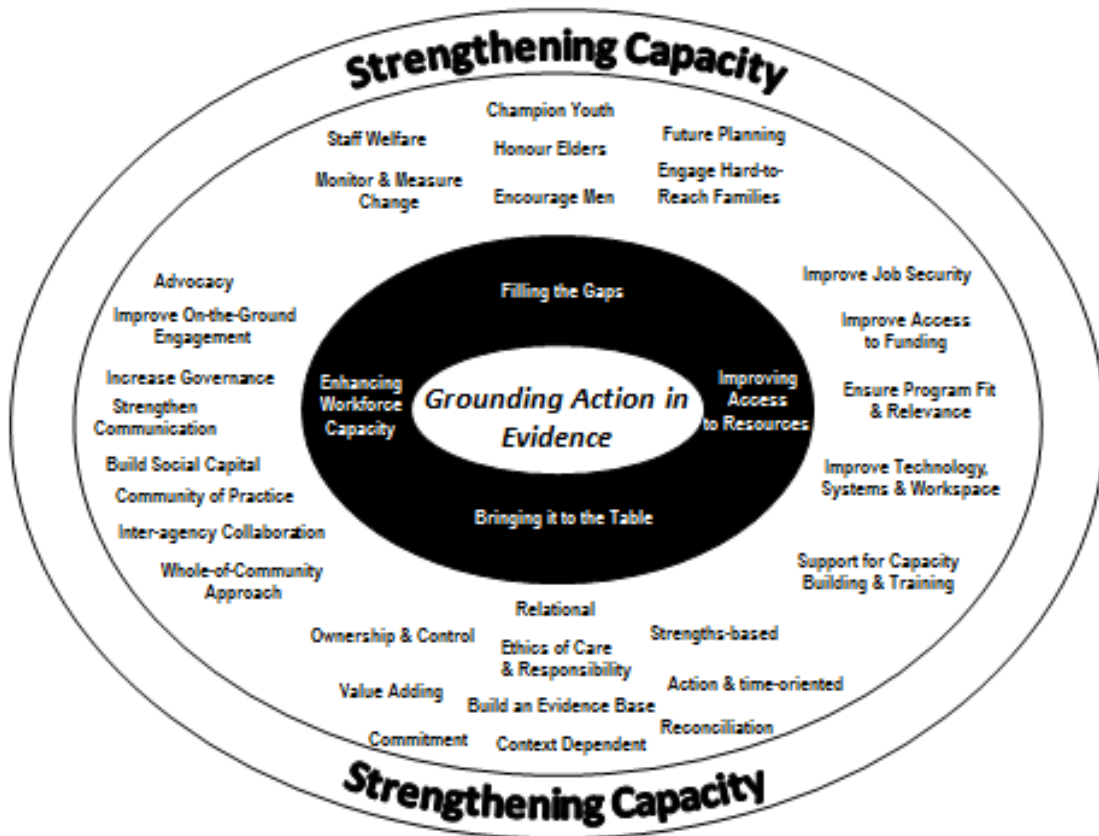 Strengthening Capacity
Champion Youth
Staff Welfare
Future Planning
Honour Elders
Monitor & Measure
Change
Encourage Men
Engage Hard-to-
Reach Families
Advocacy
Improve On-the-Ground
Engagement
Increase Governance
Strengthen
Communication
Build Social Capital
Community of Practice
Inter-agency Collaboration
Whole-of-Community
Approach
Filling the Gaps
Enhancing
Workforce
Capacity
Grounding Action in
Evidence
Improving
Access
to Resources
Bringing it to the Table
Improve Job Security
Improve Access
to Funding
Ensure Program Fit
& Relevance
Improve Technology,
Systems & Workspace
Support for Capacity
Building & Training
Relational
Ownership & Control
Ethics of Care
& Responsibility
Strengths-based
Value Adding
Build an Evidence Base
Action & time-oriented
Commitment
Context Dependent
Reconciliation
Strengthening Capacity